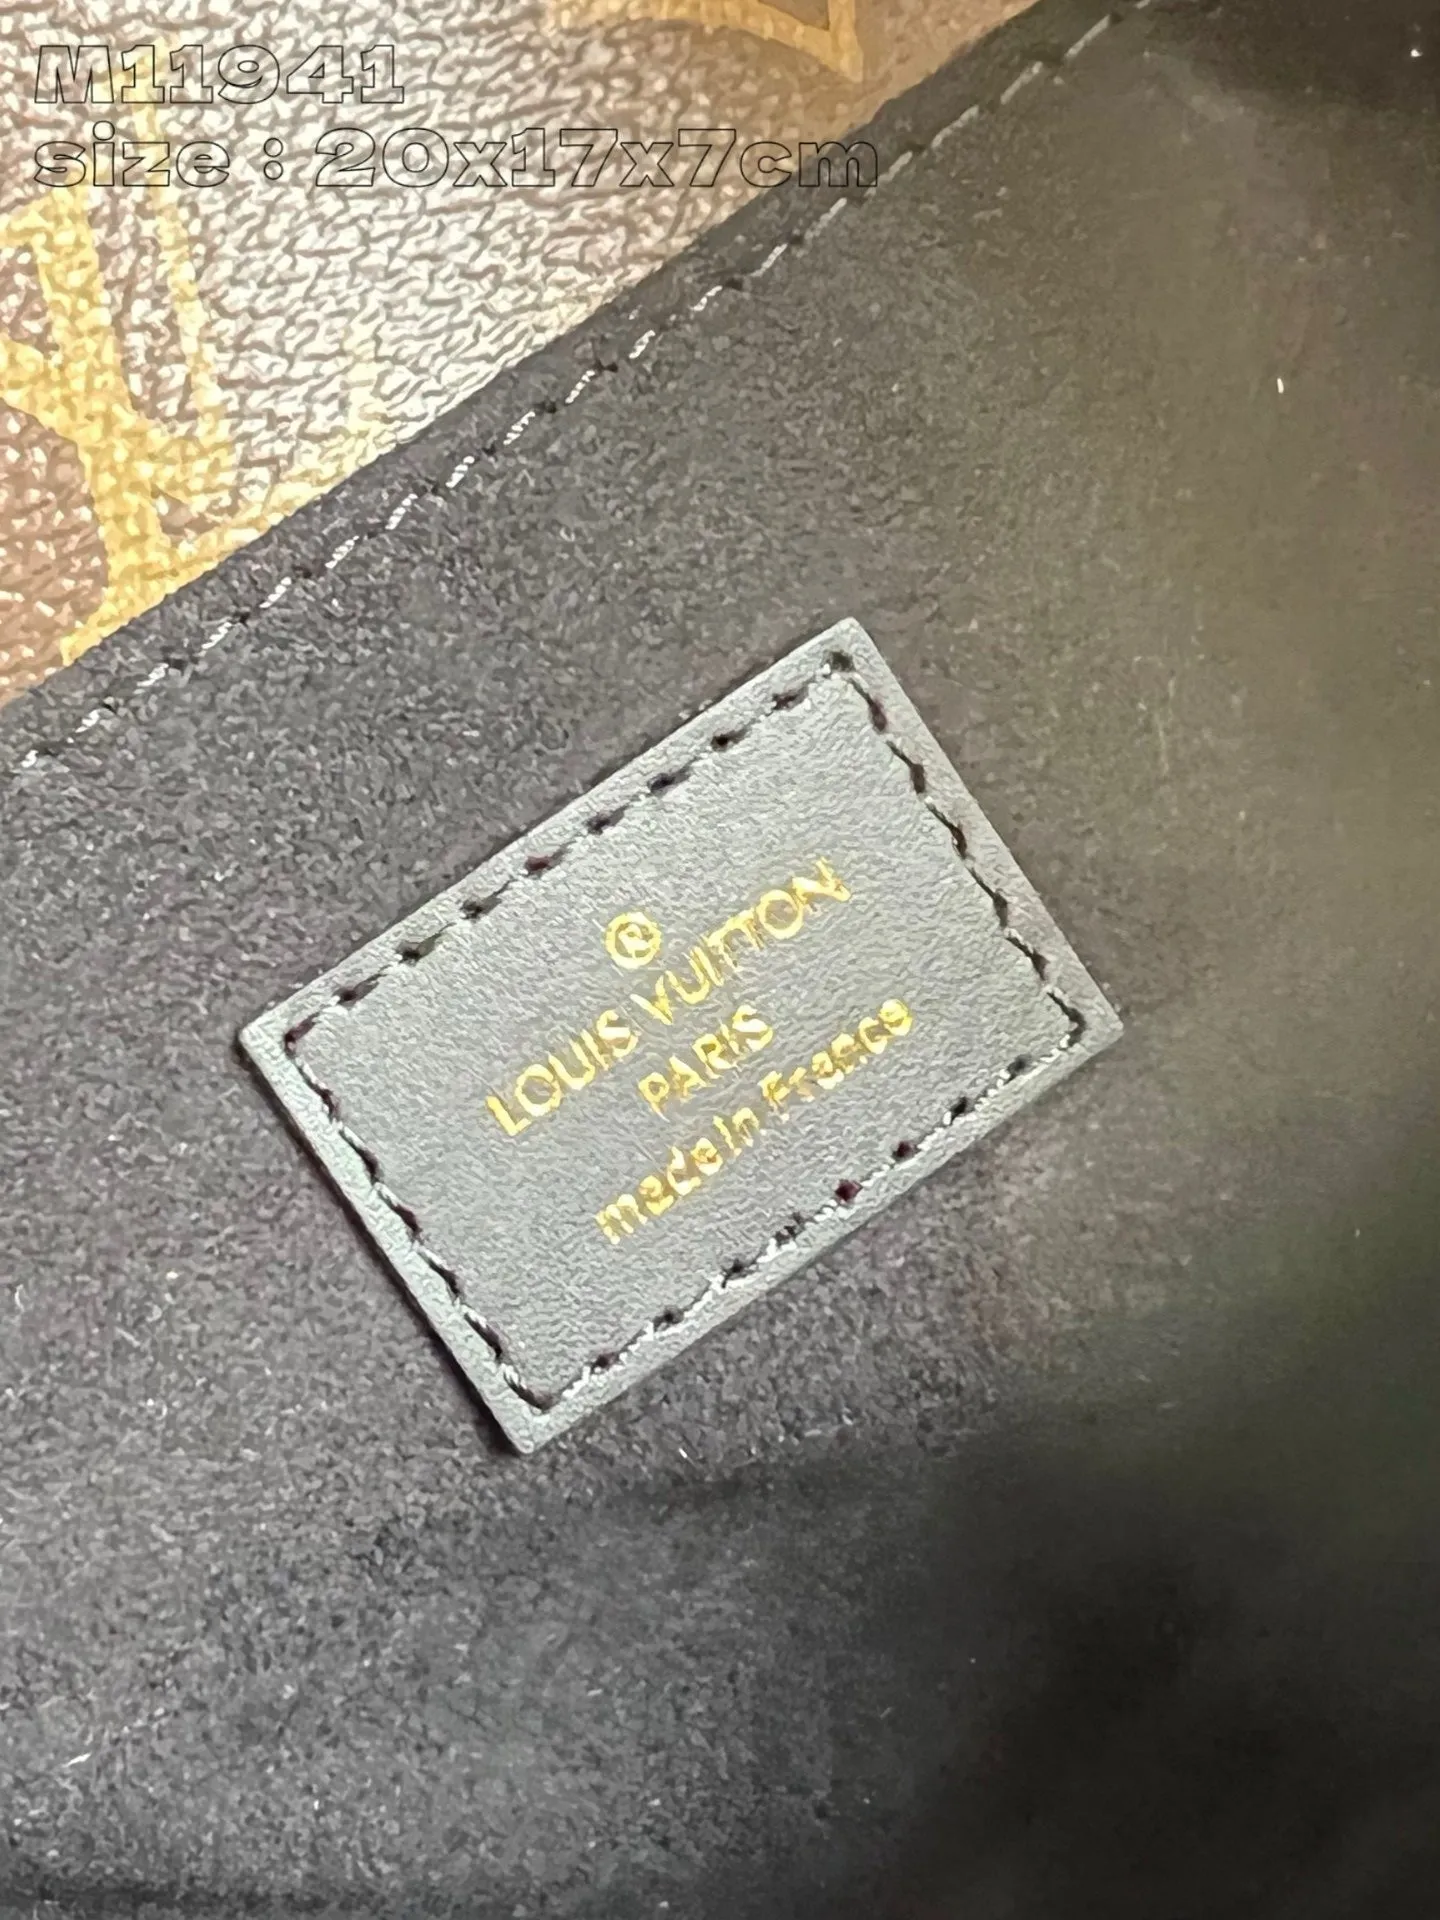 M11941
size : 20x17x7cm
®
LOUIS VUITTON
PARIS
made in France